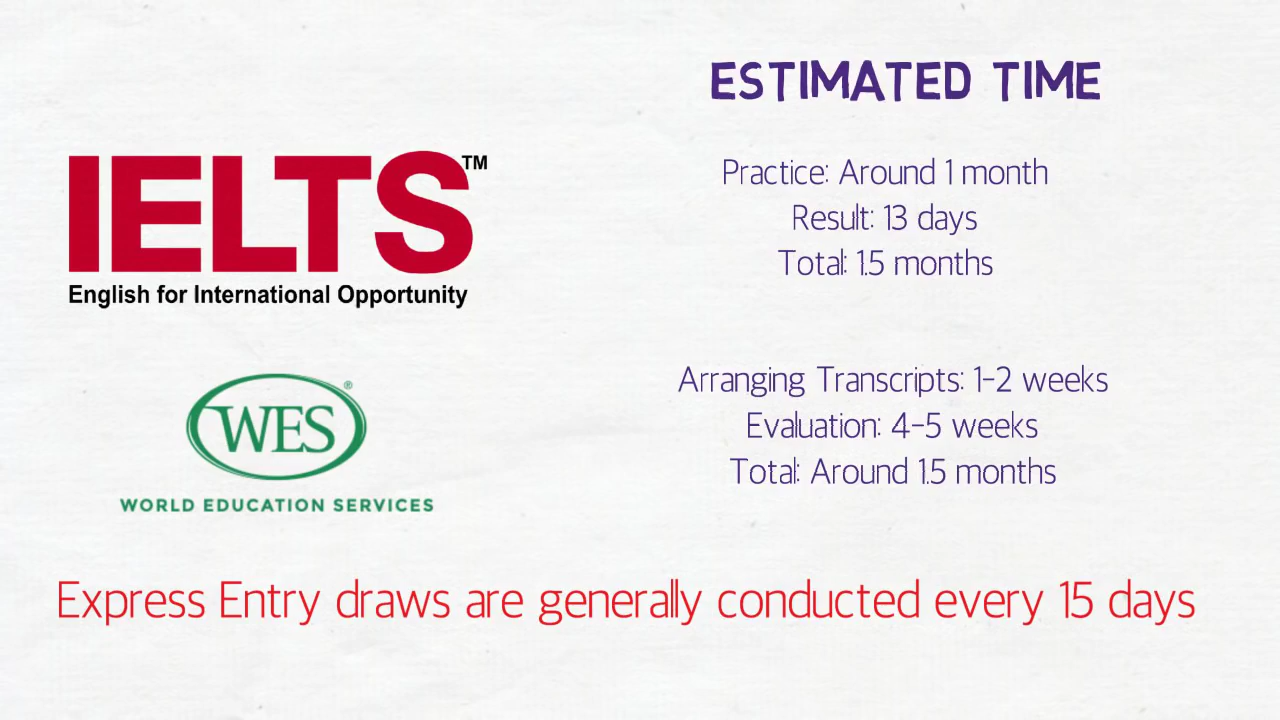 ESTIMATED TIME
IELTS™
English for International Opportunity
Practice: Around 1 month
Result: 13 days
Total: 1.5 months
WES®
WORLD EDUCATION SERVICES
Arranging Transcripts: 1-2 weeks
Evaluation: 4-5 weeks
Total: Around 1.5 months
Express Entry draws are generally conducted every 15 days